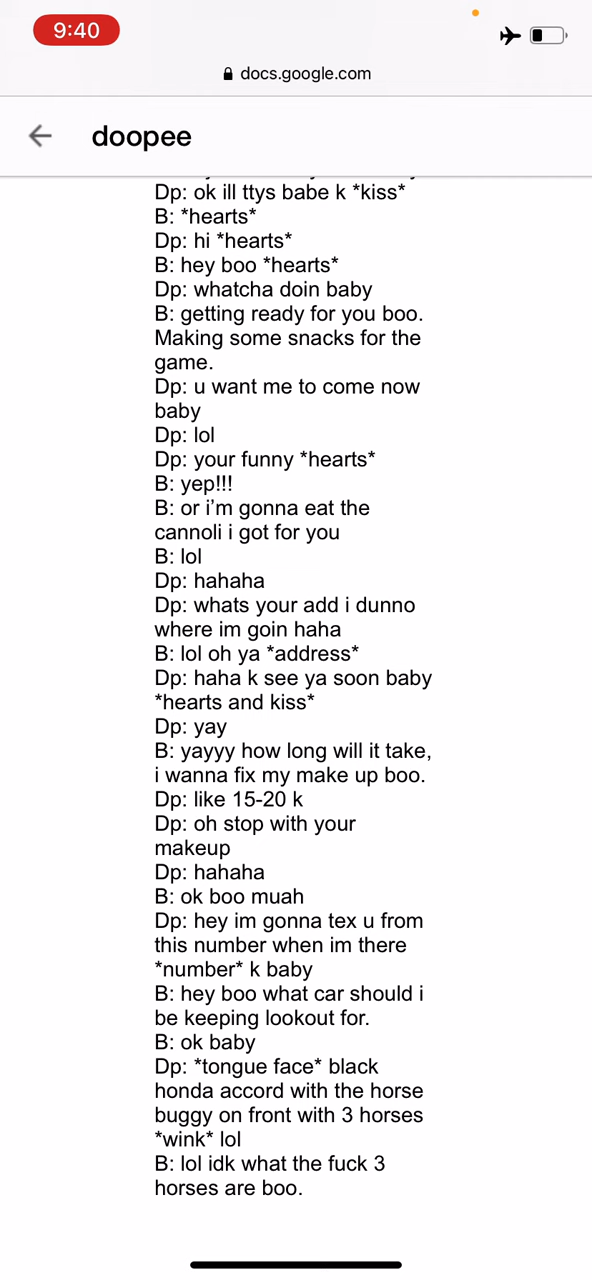 9:40
docs.google.com
doopee
Dp: ok ill ttys babe k *kiss*
B: *hearts*
Dp: hi *hearts*
B: hey boo *hearts*
Dp: whatcha doin baby
B: getting ready for you boo.
Making some snacks for the
game.
Dp: u want me to come now
baby
Dp: lol
Dp: your funny *hearts*
B: yep!!!
B: or i’m gonna eat the
cannoli i got for you
B: lol
Dp: hahaha
Dp: whats your add i dunno
where im goin haha
B: lol oh ya *address*
Dp: haha k see ya soon baby
*hearts and kiss*
Dp: yay
B: yayyy how long will it take,
i wanna fix my make up boo.
Dp: like 15-20 k
Dp: oh stop with your
makeup
Dp: hahaha
B: ok boo muah
Dp: hey im gonna tex u from
this number when im there
*number* k baby
B: hey boo what car should i
be keeping lookout for.
B: ok baby
Dp: *tongue face* black
honda accord with the horse
buggy on front with 3 horses
*wink* lol
B: lol idk what the fuck 3
horses are boo.